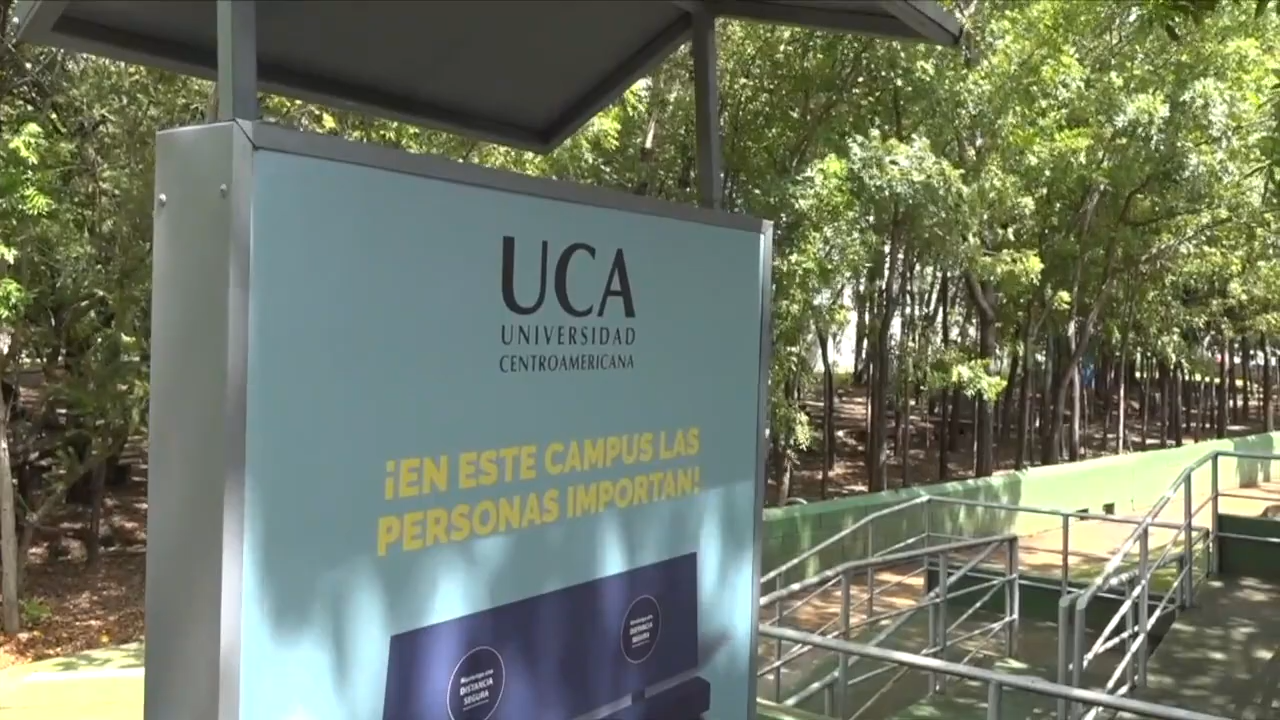 UCA
UNIVERSIDAD
CENTROAMERICANA
¡EN ESTE CAMPUS LAS
PERSONAS IMPORTAN!
DISTANCIA
SEGURA
DISTANCIA
SEGURA